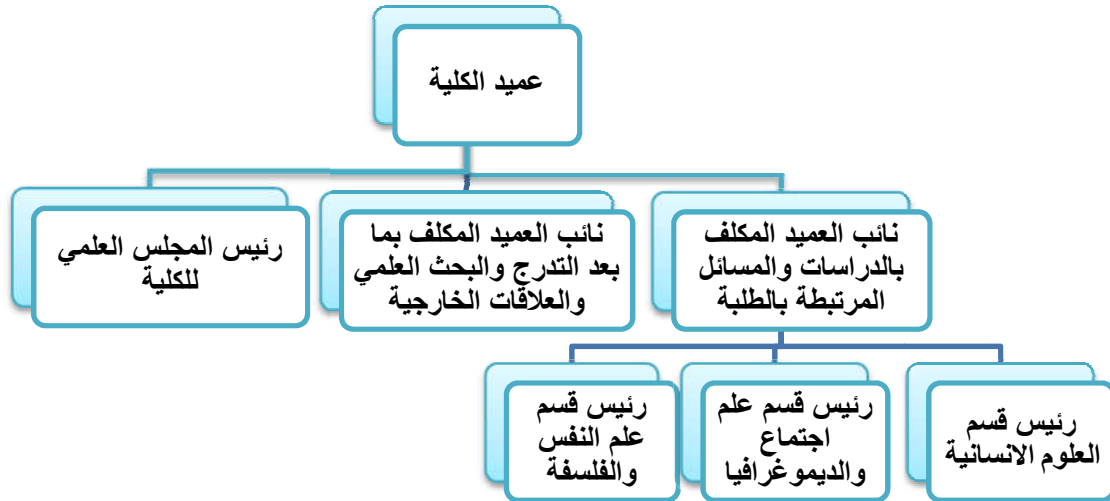 عميد الكلية
نائب العميد المكلف
بالدراسات والمسائل
المرتبطة بالطلبة
نائب العميد المكلف بما
بعد التدرج والبحث العلمي
والعلاقات الخارجية
رئيس المجلس العلمي
للكلية
رئيس قسم
العلوم الانسانية
رئيس قسم علم
اجتماع
والديموغرافيا
رئيس قسم
علم النفس
والفلسفة